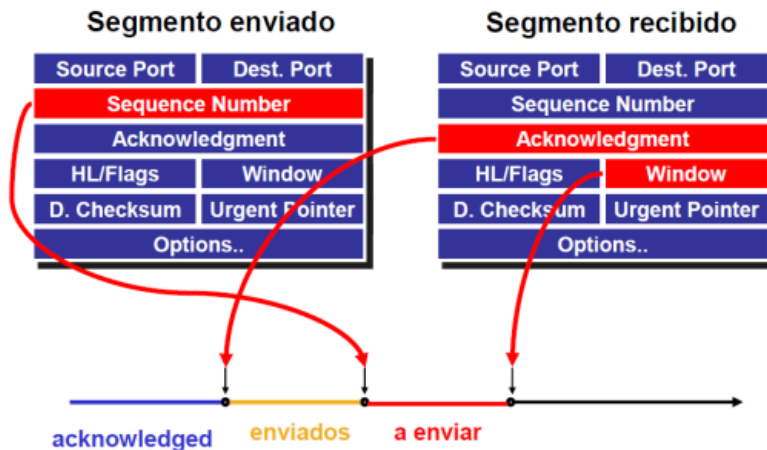 Segmento enviado
Source Port Dest. Port
Sequence Number
Acknowledgment
HL/Flags Window
D. Checksum Urgent Pointer
Options..
Segmento recibido
Source Port Dest. Port
Sequence Number
Acknowledgment
HL/Flags Window
D. Checksum Urgent Pointer
Options..
acknowledged enviados a enviar